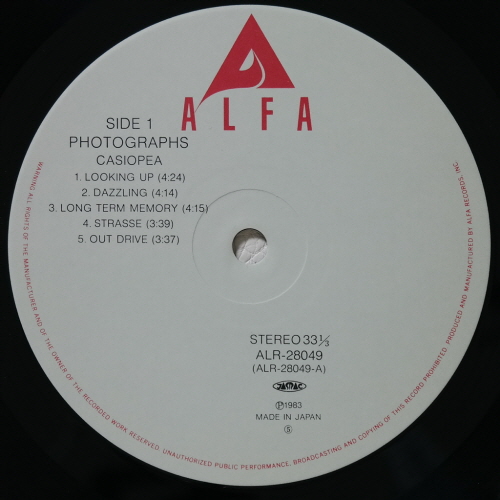 ALFA
SIDE 1
PHOTOGRAPHS
CASIOPEA
1. LOOKING UP (4:24)
2. DAZZLING (4:14)
3. LONG TERM MEMORY (4:15)
4. STRASSE (3:39)
5. OUT DRIVE (3:37)
STEREO 33⅓
ALR-28049
(ALR-28049-A)
JASRAC
Ⓟ1983
MADE IN JAPAN
Ⓢ
WARNING: ALL RIGHTS OF THE MANUFACTURER AND OF THE OWNER OF THE RECORDED WORK RESERVED. UNAUTHORIZED PUBLIC PERFORMANCE, BROADCASTING AND COPYING OF THIS RECORD PROHIBITED. PRODUCED AND MANUFACTURED BY ALFA RECORDS, INC.